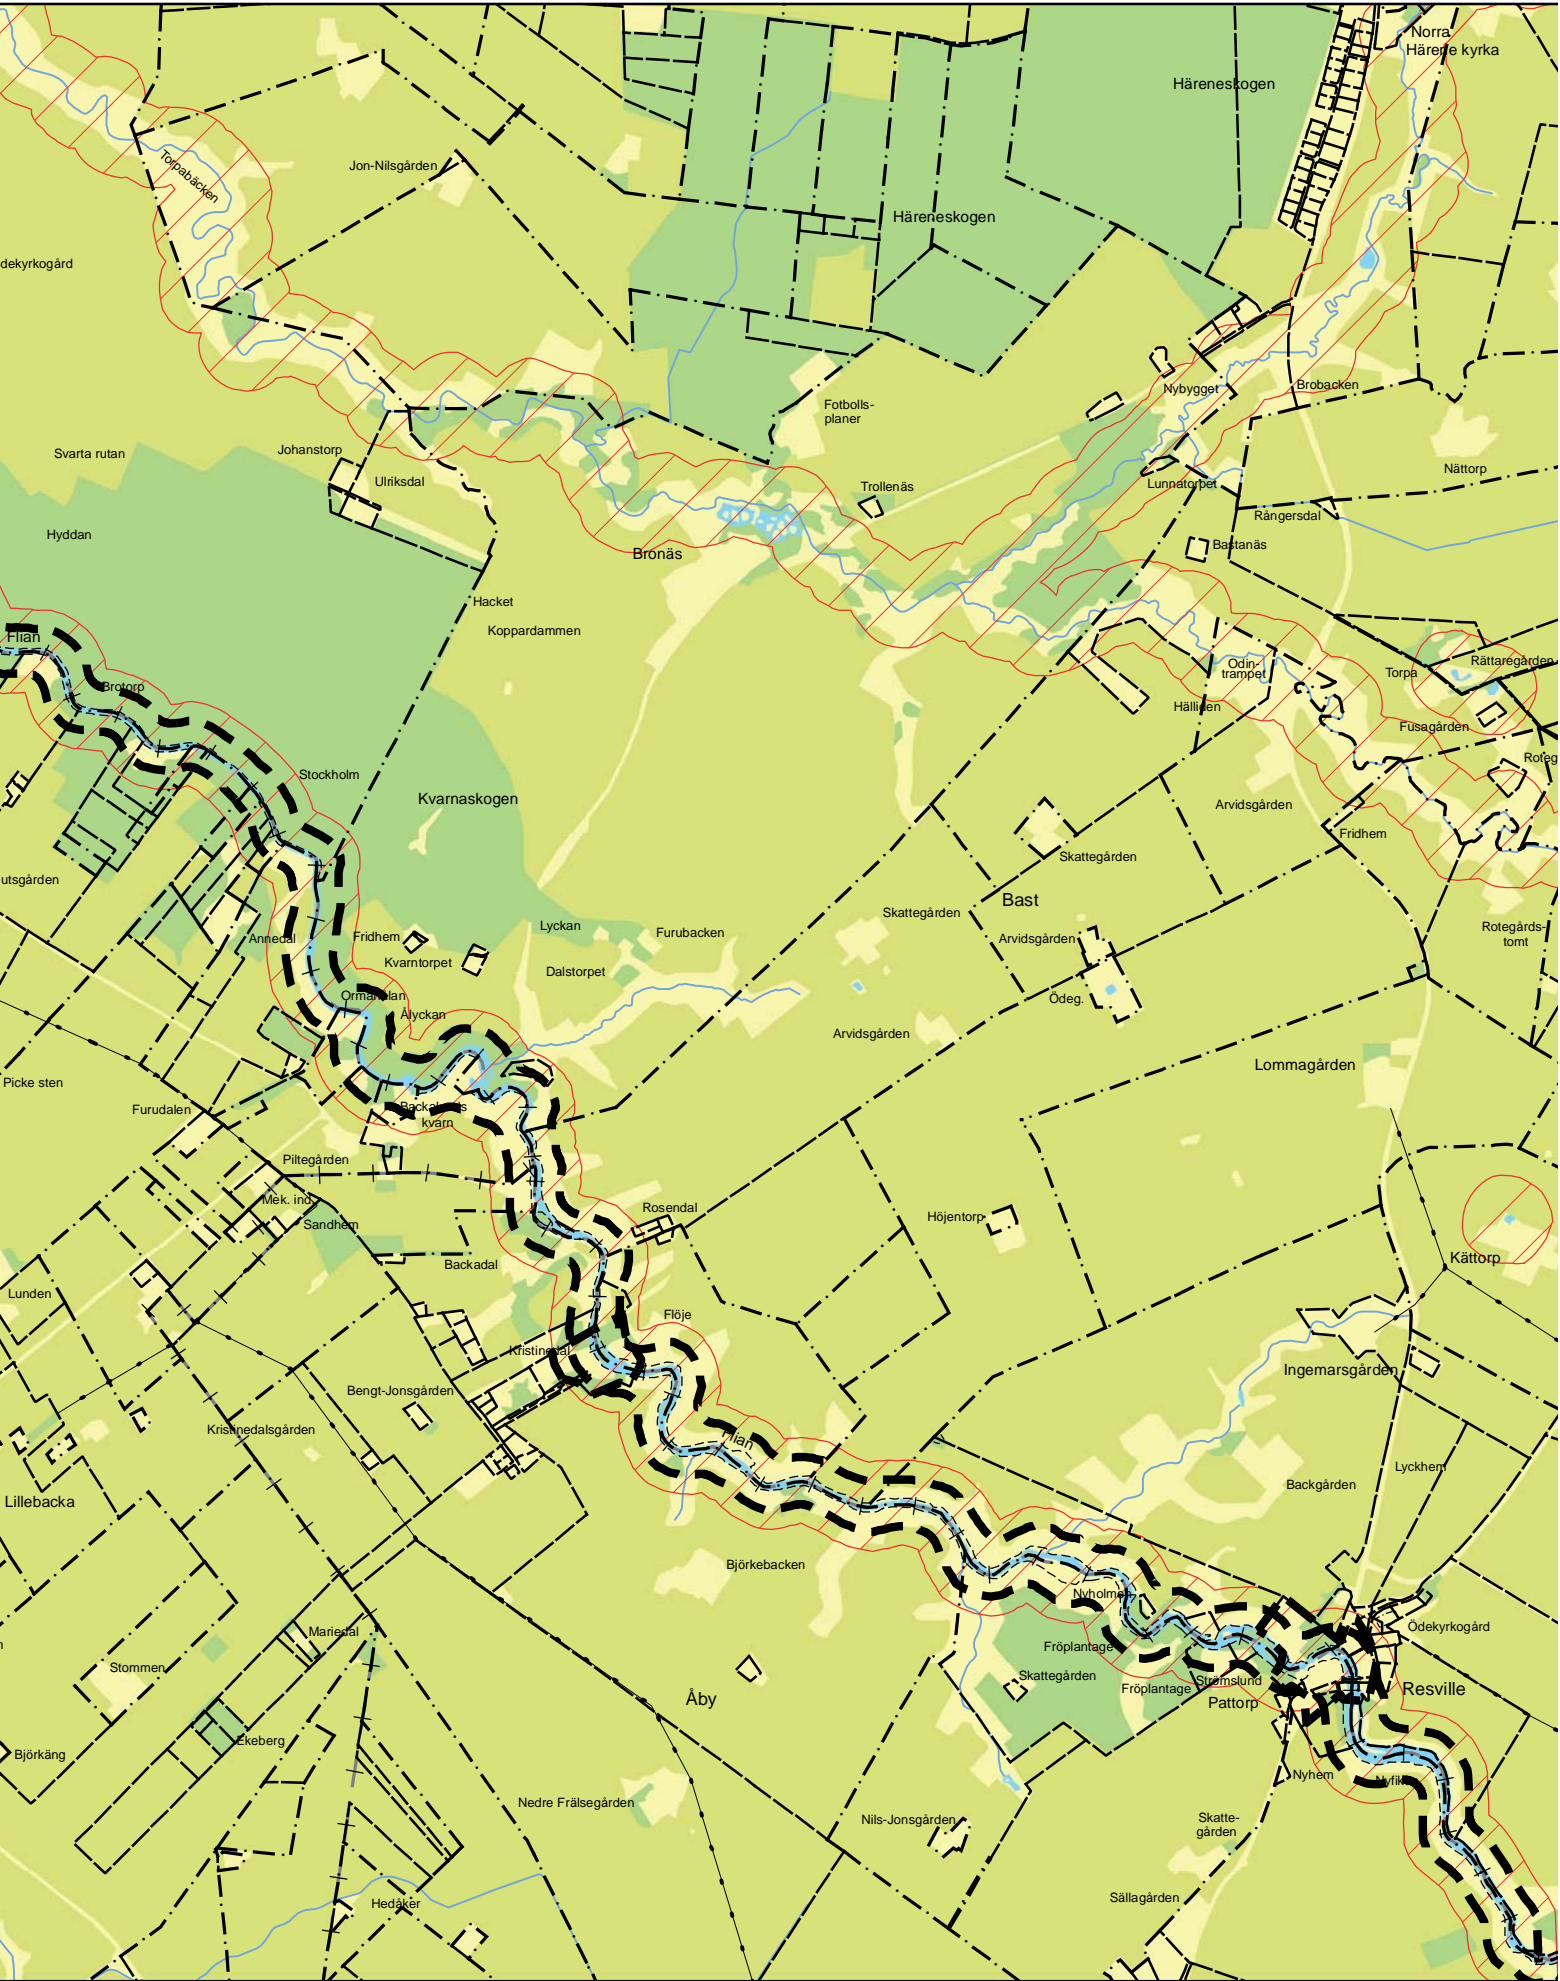 Norra
Härene kyrka
Häreneskogen
Torpabäcken
Jon-Nilsgården
Häreneskogen
dekyrkogård
Nybygget
Brobacken
Fotbolls-
planer
Svarta rutan
Johanstorp
Ulriksdal
Nättorp
Trollenäs
Lunnatorpet
Rångersdal
Hyddan
Bronäs
Bastanäs
Hacket
Koppardammen
Flian
Brotorp
Odin-
trampet
Torpa
Rättaregården
Hälliden
Fusagården
Roteg
Stockholm
Kvarnaskogen
Arvidsgården
Fridhem
Skattegården
utsgården
Bast
Skattegården
Lyckan
Furubacken
Annedal
Fridhem
Arvidsgården
Rotegårds-
tomt
Kvarntorpet
Dalstorpet
Ödeg.
Ålyckan
Arvidsgården
Lommagården
Picke sten
Furudalen
kvarn
Piltegården
Mek. ind.
Sandhem
Rosendal
Höjentorp
Backadal
Kättorp
Lunden
Flöje
Kristinedal
Ingemarsgården
Bengt-Jonsgården
Kristinedalsgården
Flian
Lyckhem
Backgården
Lillebacka
Björkebacken
Nyholmen
Mariedal
Ödekyrkogård
Fröplantage
Stommen
Skattegården
Strömslund
Fröplantage
Resville
Åby
Pattorp
Ekeberg
Björkäng
Nyhem
Nedre Frälsegården
Nils-Jonsgården
Skatte-
gården
Sällagården
Hedåker